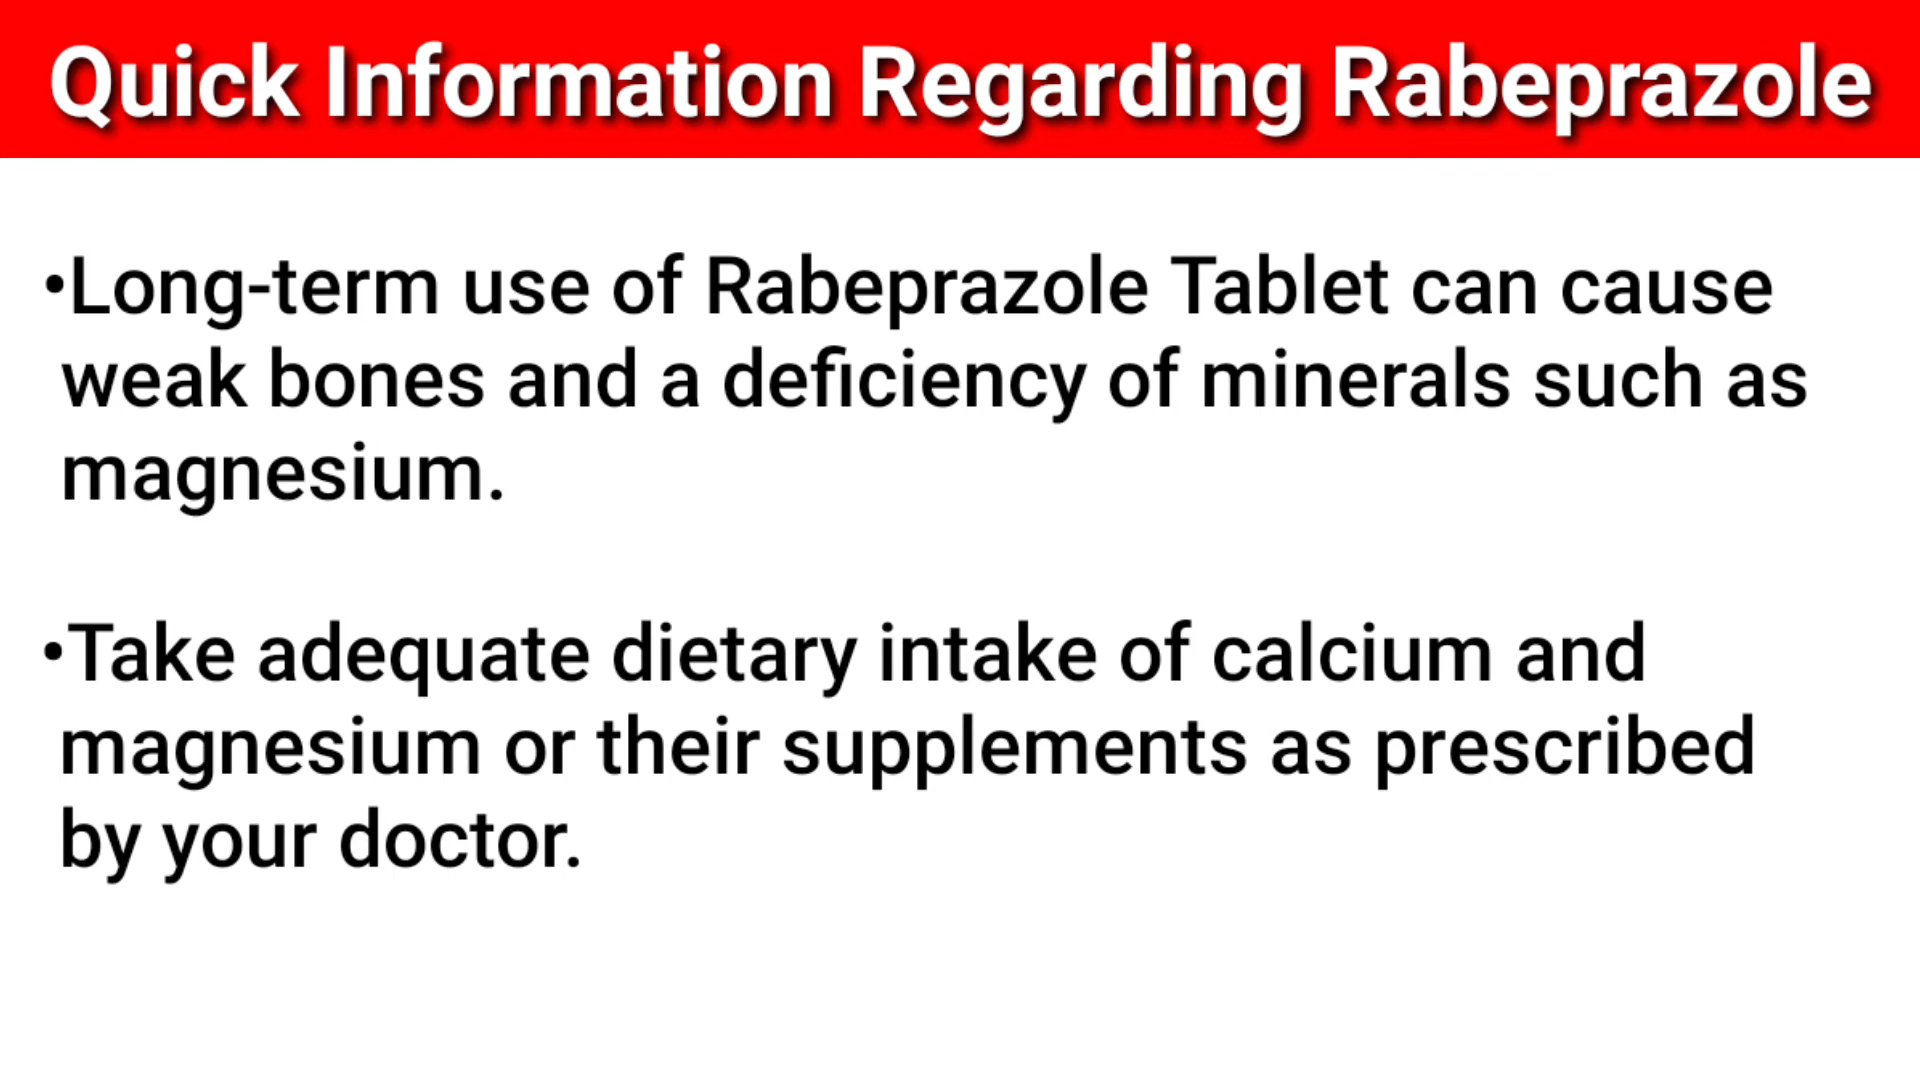 Quick Information Regarding Rabeprazole
•Long-term use of Rabeprazole Tablet can cause
weak bones and a deficiency of minerals such as
magnesium.
•Take adequate dietary intake of calcium and
magnesium or their supplements as prescribed
by your doctor.